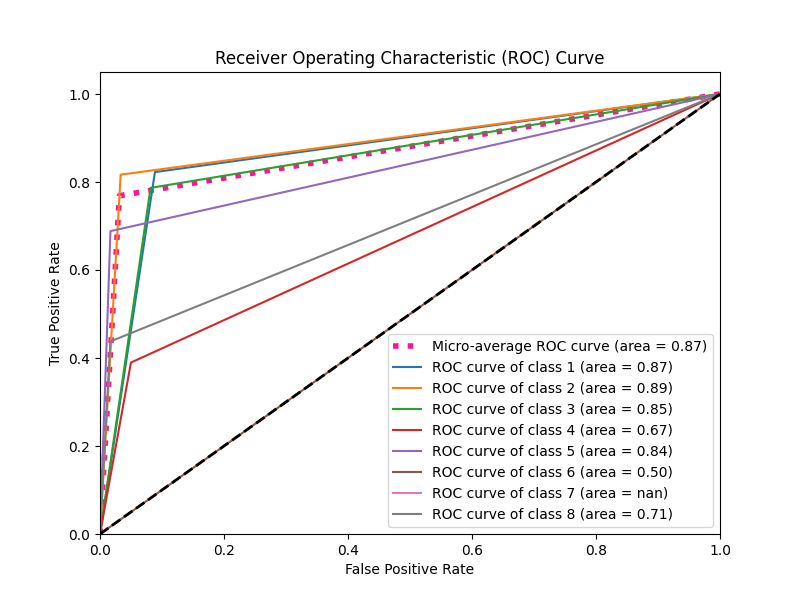 Receiver Operating Characteristic (ROC) Curve
True Positive Rate
1.0
0.8
0.6
0.4
0.2
0.0
Micro-average ROC curve (area = 0.87)
ROC curve of class 1 (area = 0.87)
ROC curve of class 2 (area = 0.89)
ROC curve of class 3 (area = 0.85)
ROC curve of class 4 (area = 0.67)
ROC curve of class 5 (area = 0.84)
ROC curve of class 6 (area = 0.50)
ROC curve of class 7 (area = nan)
ROC curve of class 8 (area = 0.71)
0.0 0.2 0.4 0.6 0.8 1.0
False Positive Rate